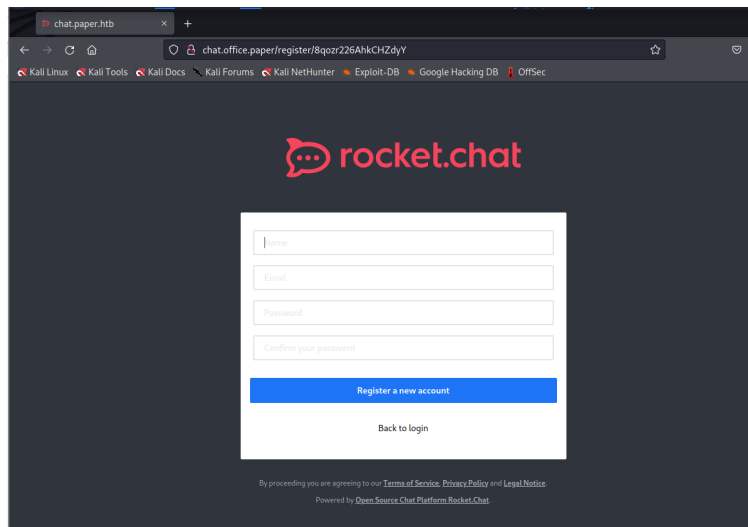 chat.paper.htb
chat.office.paper/register/8qozr226AhkCHZdyY
Kali Linux Kali Tools Kali Docs Kali Forums Kali NetHunter Exploit-DB Google Hacking DB OffSec
rocket.chat
Name
Email
Password
Confirm your password
Register a new account
Back to login
By proceeding you are agreeing to our Terms of Service, Privacy Policy and Legal Notice.
Powered by Open Source Chat Platform Rocket.Chat.